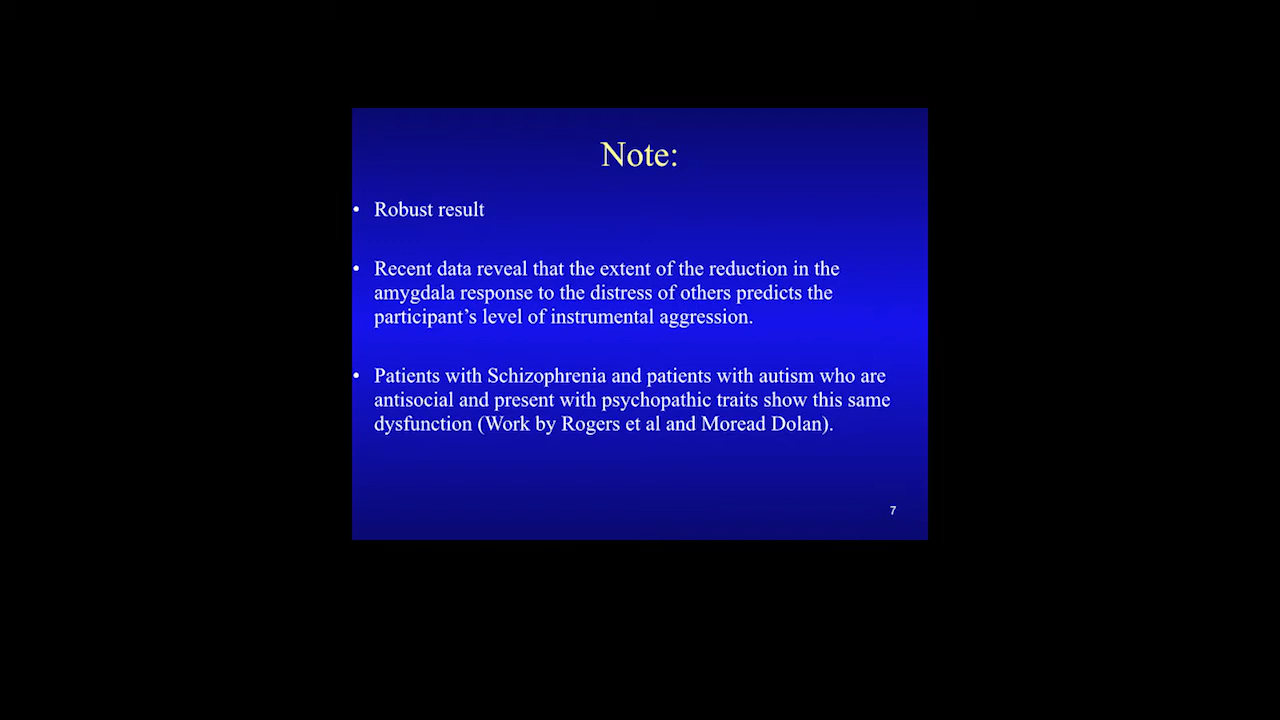 Note:
• Robust result
• Recent data reveal that the extent of the reduction in the
amygdala response to the distress of others predicts the
participant’s level of instrumental aggression.
• Patients with Schizophrenia and patients with autism who are
antisocial and present with psychopathic traits show this same
dysfunction (Work by Rogers et al and Moread Dolan).
7